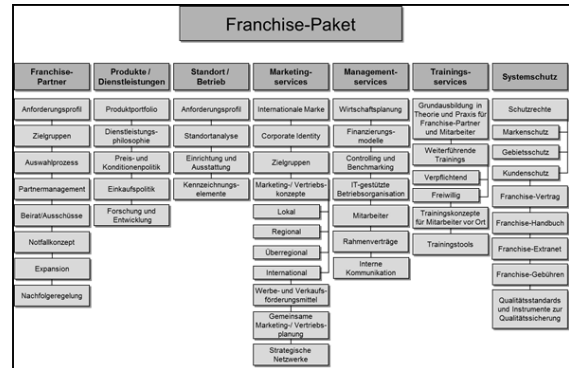 Franchise-Paket
Franchise-
Partner
Anforderungsprofil
Zielgruppen
Auswahlprozess
Partnermanagement
Beirat/Ausschüsse
Notfallkonzept
Expansion
Nachfolgeregelung
Produkte /
Dienstleistungen
Produktportfolio
Dienstleistungs-
philosophie
Preis- und
Konditionenpolitik
Einkaufspolitik
Forschung und
Entwicklung
Standort /
Betrieb
Anforderungsprofil
Standortanalyse
Einrichtung und
Ausstattung
Kennzeichnungs-
elemente
Marketing-
services
Internationale Marke
Corporate Identity
Zielgruppen
Marketing-/ Vertriebs-
konzepte
Lokal
Regional
Überregional
International
Werbe- und Verkaufs-
förderungsmittel
Gemeinsame
Marketing-/ Vertriebs-
planung
Strategische
Netzwerke
Management-
services
Wirtschaftsplanung
Finanzierungs-
modelle
Controlling und
Benchmarking
IT-gestützte
Betriebsorganisation
Mitarbeiter
Rahmenverträge
Interne
Kommunikation
Trainings-
services
Grundausbildung in
Theorie und Praxis für
Franchise-Partner
und Mitarbeiter
Weiterführende
Trainings
Verpflichtend
Freiwillig
Trainingskonzepte
für Mitarbeiter vor Ort
Trainingstools
Systemschutz
Schutzrechte
Markenschutz
Gebietsschutz
Kundenschutz
Franchise-Vertrag
Franchise-Handbuch
Franchise-Extranet
Franchise-Gebühren
Qualitätsstandards
und Instrumente zur
Qualitätssicherung